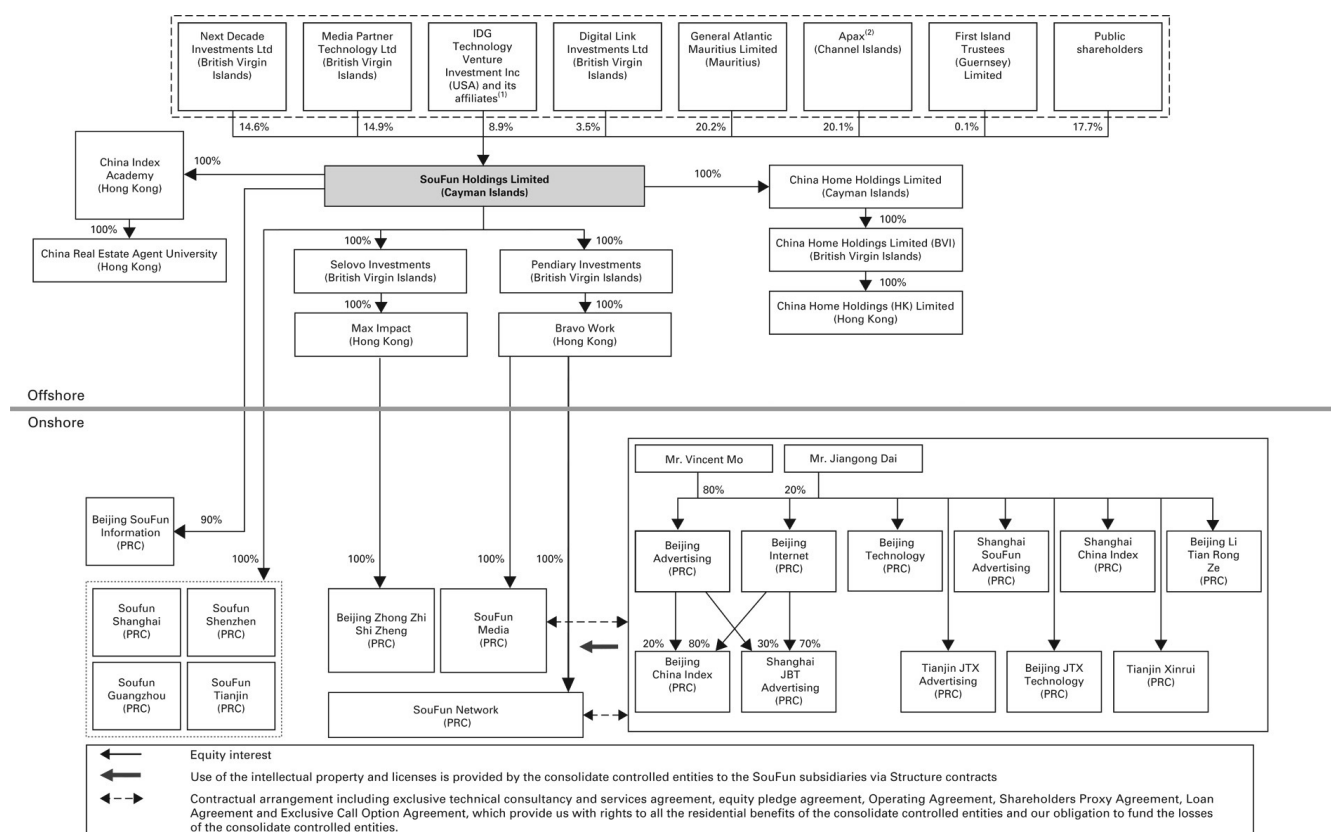 Next Decade
Investments Ltd
(British Virgin
Islands)
Media Partner
Technology Ltd
(British Virgin
Islands)
IDG
Technology
Venture
Investment Inc
(USA) and its
affiliates(1)
Digital Link
Investments Ltd
(British Virgin
Islands)
General Atlantic
Mauritius Limited
(Mauritius)
Apax(2)
(Channel Islands)
First Island
Trustees
(Guernsey)
Limited
Public
shareholders
14.6%
14.9%
8.9%
3.5%
20.2%
20.1%
0.1%
17.7%
China Index
Academy
(Hong Kong)
100%
SouFun Holdings Limited
(Cayman Islands)
100%
China Home Holdings Limited
(Cayman Islands)
100%
China Real Estate Agent University
(Hong Kong)
100%
China Home Holdings Limited (BVI)
(British Virgin Islands)
100%
100%
Selovo Investments
(British Virgin Islands)
Pendiary Investments
(British Virgin Islands)
100%
China Home Holdings (HK) Limited
(Hong Kong)
100%
100%
Max Impact
(Hong Kong)
Bravo Work
(Hong Kong)
Offshore
Onshore
Mr. Vincent Mo
Mr. Jiangong Dai
80%
20%
Beijing SouFun
Information
(PRC)
90%
Beijing
Advertising
(PRC)
Beijing
Internet
(PRC)
Beijing
Technology
(PRC)
Shanghai
SouFun
Advertising
(PRC)
Shanghai
China Index
(PRC)
Beijing Li
Tian Rong
Ze
(PRC)
100%
100%
100%
100%
Soufun
Shanghai
(PRC)
Soufun
Shenzhen
(PRC)
Soufun
Guangzhou
(PRC)
SouFun
Tianjin
(PRC)
Beijing Zhong Zhi
Shi Zheng
(PRC)
SouFun
Media
(PRC)
20%
80%
30%
70%
Beijing
China Index
(PRC)
Shanghai
JBT
Advertising
(PRC)
Tianjin JTX
Advertising
(PRC)
Beijing JTX
Technology
(PRC)
Tianjin Xinrui
(PRC)
SouFun Network
(PRC)
Equity interest
Use of the intellectual property and licenses is provided by the consolidate controlled entities to the SouFun subsidiaries via Structure contracts
Contractual arrangement including exclusive technical consultancy and services agreement, equity pledge agreement, Operating Agreement, Shareholders Proxy Agreement, Loan
Agreement and Exclusive Call Option Agreement, which provide us with rights to all the residential benefits of the consolidate controlled entities and our obligation to fund the losses
of the consolidate controlled entities.